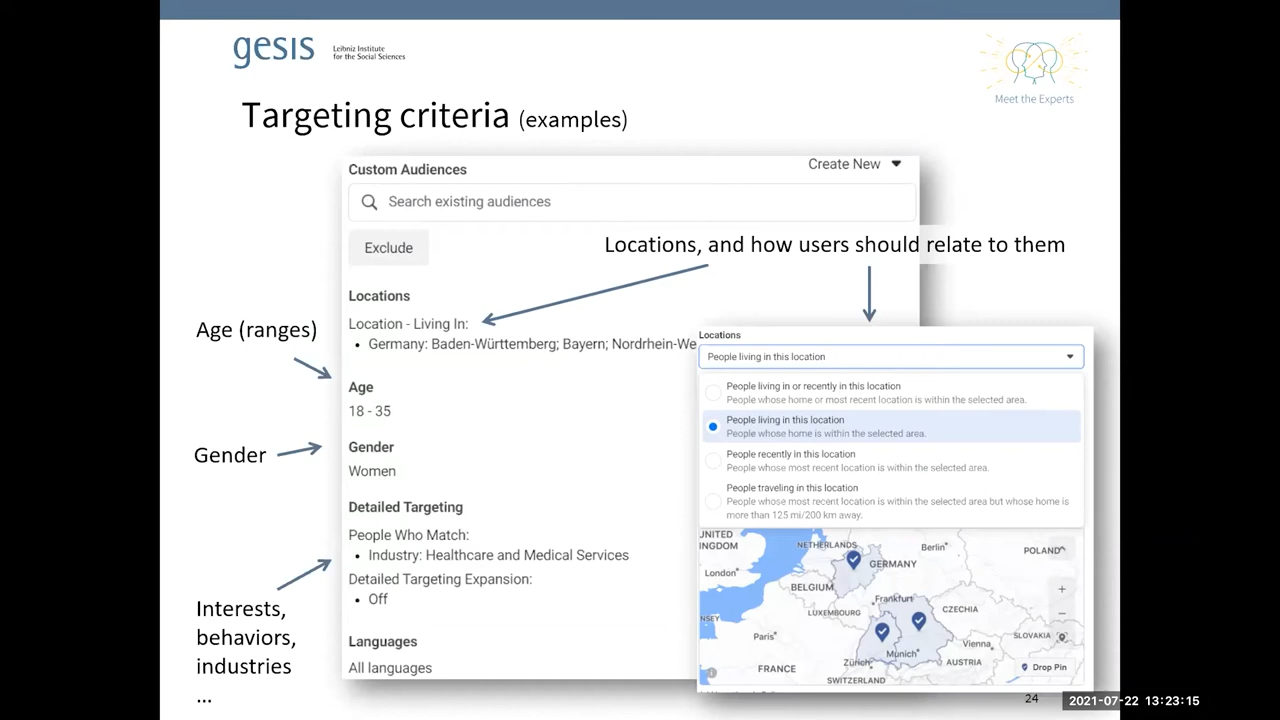 gesis
Leibniz Institute
for the Social Sciences
Meet the Experts
Targeting criteria (examples)
Custom Audiences
Create New
Search existing audiences
Exclude
Locations, and how users should relate to them
Locations
Location - Living In:
Germany: Baden-Württemberg; Bayern; Nordrhein-We
Age (ranges)
Age
18 - 35
Gender
Gender
Women
Detailed Targeting
People Who Match:
Industry: Healthcare and Medical Services
Detailed Targeting Expansion:
Off
Interests,
behaviors,
industries
...
Languages
All languages
Locations
People living in this location
People living in or recently in this location
People whose home or most recent location is within the selected area.
People living in this location
People whose home is within the selected area.
People recently in this location
People whose most recent location is within the selected area.
People traveling in this location
People whose most recent location is within the selected area but whose home is
more than 125 mi/200 km away.
UNITED
INGDOM
NETHERLANDS
Berlin
POLAND
London
GERMANY
BELGIUM
Frankfurt
LUXEMBOURG
CZECHIA
NSEY
Paris
Vienna
SLOVAKIA
Munich
FRANCE
Zürich
AUSTRIA
SWITZERLAND
Drop Pin
24
2021-07-22 13:23:15